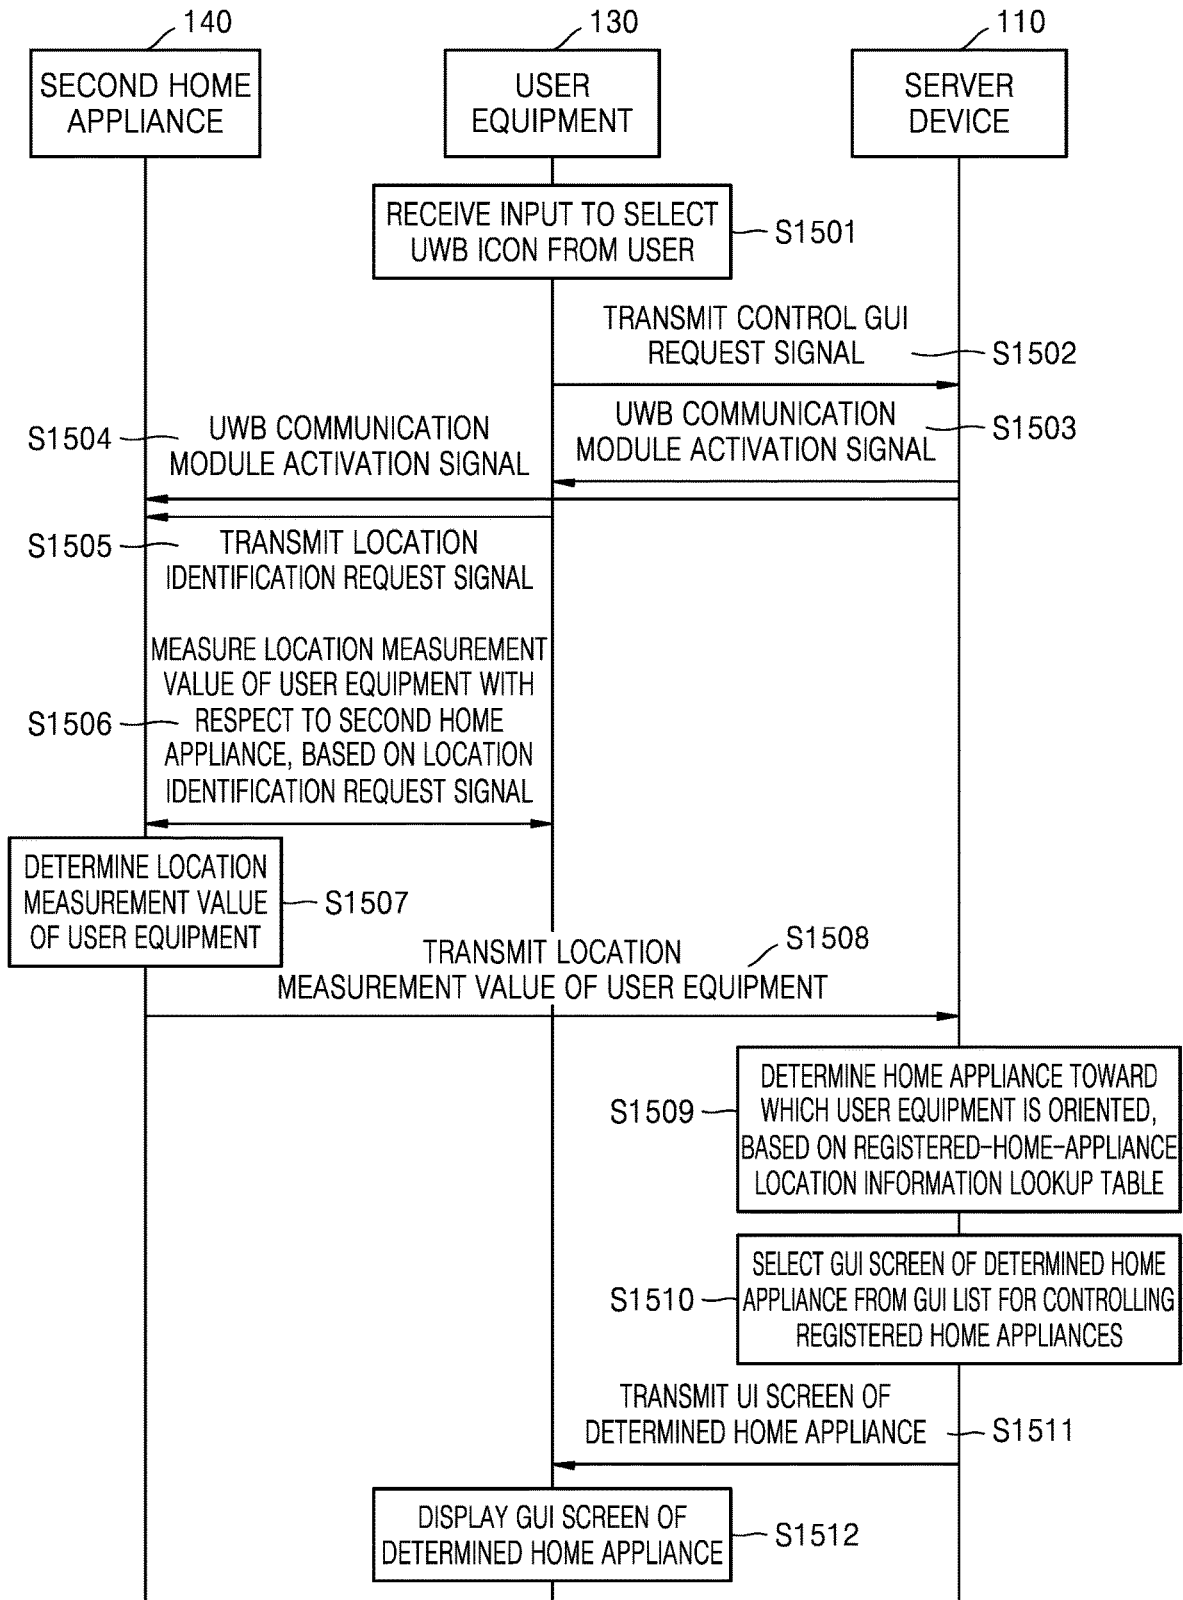 140
130
110
SECOND HOME
APPLIANCE
USER
EQUIPMENT
SERVER
DEVICE
RECEIVE INPUT TO SELECT
UWB ICON FROM USER
S1501
TRANSMIT CONTROL GUI
REQUEST SIGNAL
S1502
UWB COMMUNICATION
MODULE ACTIVATION SIGNAL
S1503
S1504
UWB COMMUNICATION
MODULE ACTIVATION SIGNAL
S1505
TRANSMIT LOCATION
IDENTIFICATION REQUEST SIGNAL
MEASURE LOCATION MEASUREMENT
VALUE OF USER EQUIPMENT WITH
RESPECT TO SECOND HOME
APPLIANCE, BASED ON LOCATION
IDENTIFICATION REQUEST SIGNAL
S1506
DETERMINE LOCATION
MEASUREMENT VALUE
OF USER EQUIPMENT
S1507
TRANSMIT LOCATION
MEASUREMENT VALUE OF USER EQUIPMENT
S1508
DETERMINE HOME APPLIANCE TOWARD
WHICH USER EQUIPMENT IS ORIENTED,
BASED ON REGISTERED-HOME-APPLIANCE
LOCATION INFORMATION LOOKUP TABLE
S1509
SELECT GUI SCREEN OF DETERMINED HOME
APPLIANCE FROM GUI LIST FOR CONTROLLING
REGISTERED HOME APPLIANCES
S1510
TRANSMIT UI SCREEN OF
DETERMINED HOME APPLIANCE
S1511
DISPLAY GUI SCREEN OF
DETERMINED HOME APPLIANCE
S1512